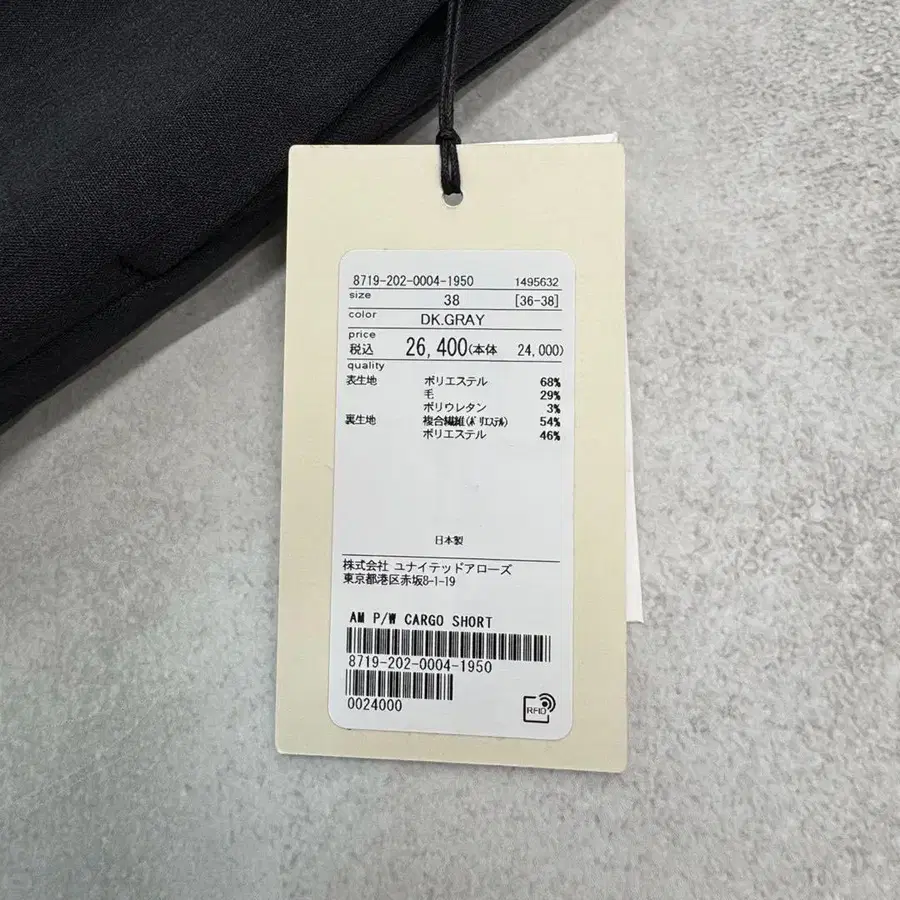 8719-202-0004-1950 1495632
size 38 [36-38]
color DK.GRAY
price
税込 26,400(本体 24,000)
quality
表生地 ポリエステル 68%
毛 29%
ポリウレタン 3%
裏生地 複合繊維(ﾎﾟﾘｴｽﾃﾙ) 54%
ポリエステル 46%
日本製
株式会社 ユナイテッドアローズ
東京都港区赤坂8-1-19
AM P/W CARGO SHORT
8719-202-0004-1950
0024000
RFID